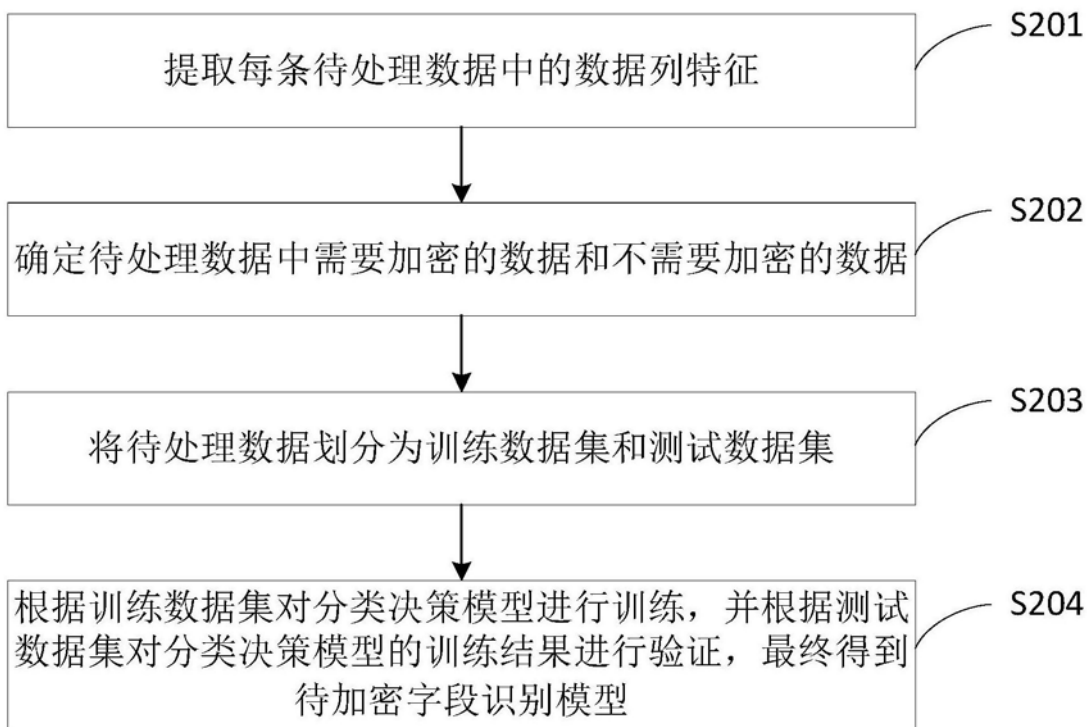 S201
提取每条待处理数据中的数据列特征
S202
确定待处理数据中需要加密的数据和不需要加密的数据
S203
将待处理数据划分为训练数据集和测试数据集
S204
根据训练数据集对分类决策模型进行训练，并根据测试
数据集对分类决策模型的训练结果进行验证，最终得到
待加密字段识别模型